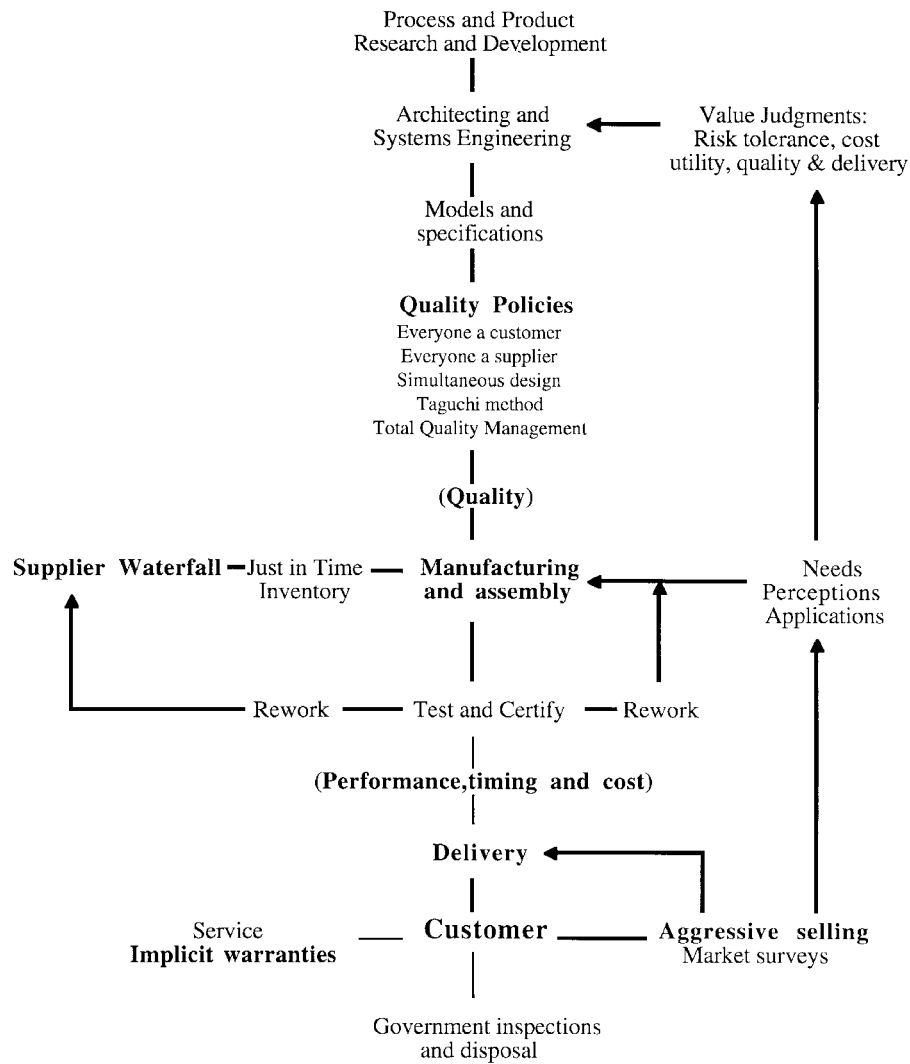 Process and Product
Research and Development
Architecting and
Systems Engineering
Value Judgments:
Risk tolerance, cost
utility, quality & delivery
Models and
specifications
Quality Policies
Everyone a customer
Everyone a supplier
Simultaneous design
Taguchi method
Total Quality Management
(Quality)
Supplier Waterfall
Just in Time
Inventory
Manufacturing
and assembly
Needs
Perceptions
Applications
Rework
Test and Certify
Rework
(Performance,timing and cost)
Delivery
Service
Implicit warranties
Customer
Aggressive selling
Market surveys
Government inspections
and disposal